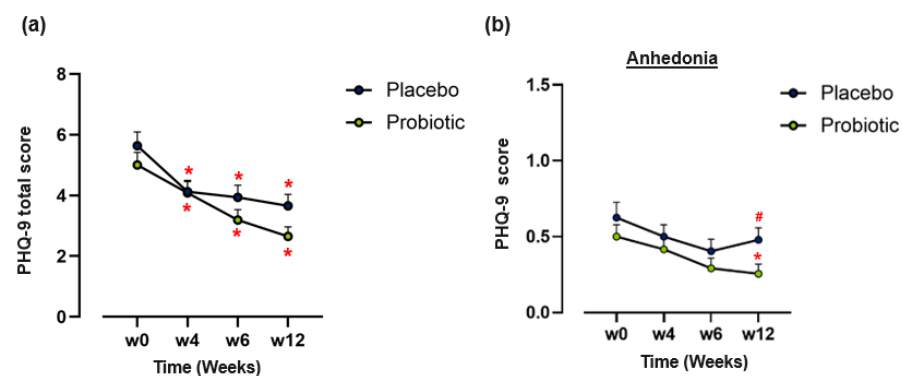 (a)
PHQ-9 total score
8
6
4
2
0
* * *
* * *
w0 w4 w6 w12
Time (Weeks)
Placebo
Probiotic
(b)
Anhedonia
PHQ-9 score
1.5
1.0
0.5
0.0
#
*
w0 w4 w6 w12
Time (Weeks)
Placebo
Probiotic